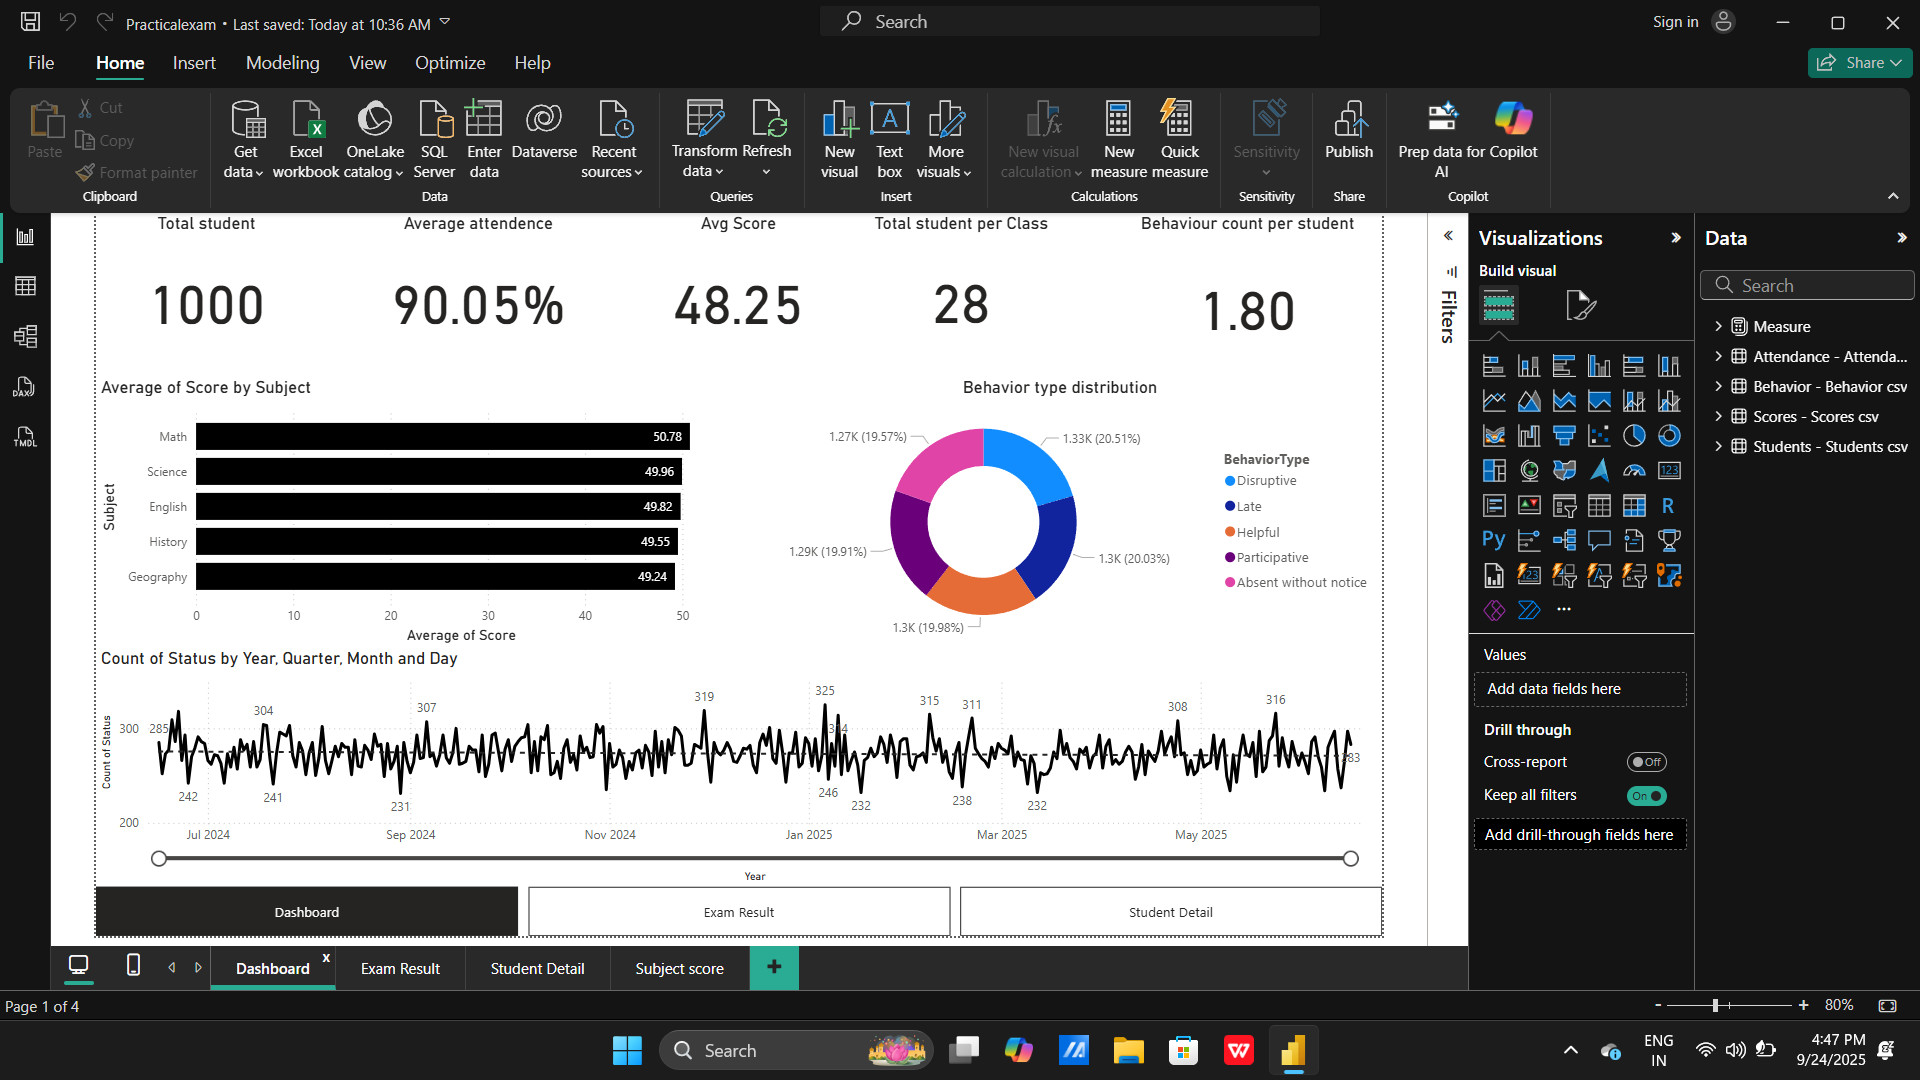 Practicalexam • Last saved: Today at 10:36 AM
Search
Sign in
File
Home
Insert
Modeling
View
Optimize
Help
Share
Paste
Cut
Copy
Format painter
Clipboard
Get data
Excel workbook
OneLake catalog
SQL Server
Enter data
Dataverse
Recent sources
Data
Transform data
Refresh
Queries
New visual
Text box
More visuals
Insert
New visual calculation
New measure
Quick measure
Calculations
Sensitivity
Sensitivity
Publish
Share
Prep data for AI
Copilot
Copilot
DAX
TMDL
Total student
Average attendence
Avg Score
Total student per Class
Behaviour count per student
1000
90.05%
48.25
28
1.80
Average of Score by Subject
Subject
Math 50.78
Science 49.96
English 49.82
History 49.55
Geography 49.24
0 10 20 30 40 50
Average of Score
Behavior type distribution
1.27K (19.57%)
1.33K (20.51%)
1.29K (19.91%)
1.3K (20.03%)
1.3K (19.98%)
BehaviorType
Disruptive
Late
Helpful
Participative
Absent without notice
Count of Status by Year, Quarter, Month and Day
Count of Status
300
200
285
304
307
319
325
314
315
311
308
316
283
242
241
231
246
232
238
232
Jul 2024
Sep 2024
Nov 2024
Jan 2025
Mar 2025
May 2025
Year
Dashboard
Exam Result
Student Detail
Filters
Visualizations
Build visual
123
R
Py
123
Values
Add data fields here
Drill through
Cross-report
Off
Keep all filters
On
Add drill-through fields here
Data
Search
Measure
Attendance - Attenda...
Behavior - Behavior csv
Scores - Scores csv
Students - Students csv
Dashboard x
Exam Result
Student Detail
Subject score
+
Page 1 of 4
- + 80%
Search
W
ENG
IN
4:47 PM
9/24/2025